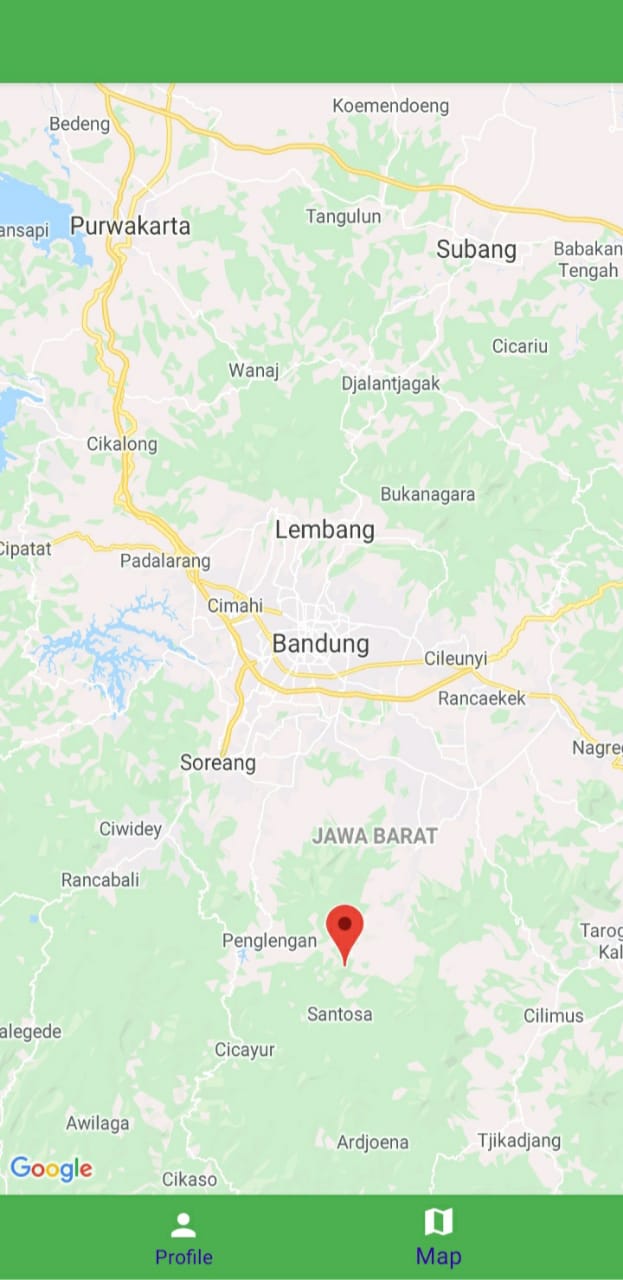 Koemendoeng
Bedeng
Tangulun
ansapi
Purwakarta
Subang
Babakan
Tengah
Cicariu
Wanaj
Djalantjagak
Cikalong
Bukanagara
Lembang
Cipatat
Padalarang
Cimahi
Bandung
Cileunyi
Rancaekek
Nagre
Soreang
Ciwidey
JAWA BARAT
Rancabali
Penglengan
Tarog
Kal
Santosa
Cilimus
alegede
Cicayur
Awilaga
Ardjoena
Tjikadjang
Google
Cikaso
Profile
Map